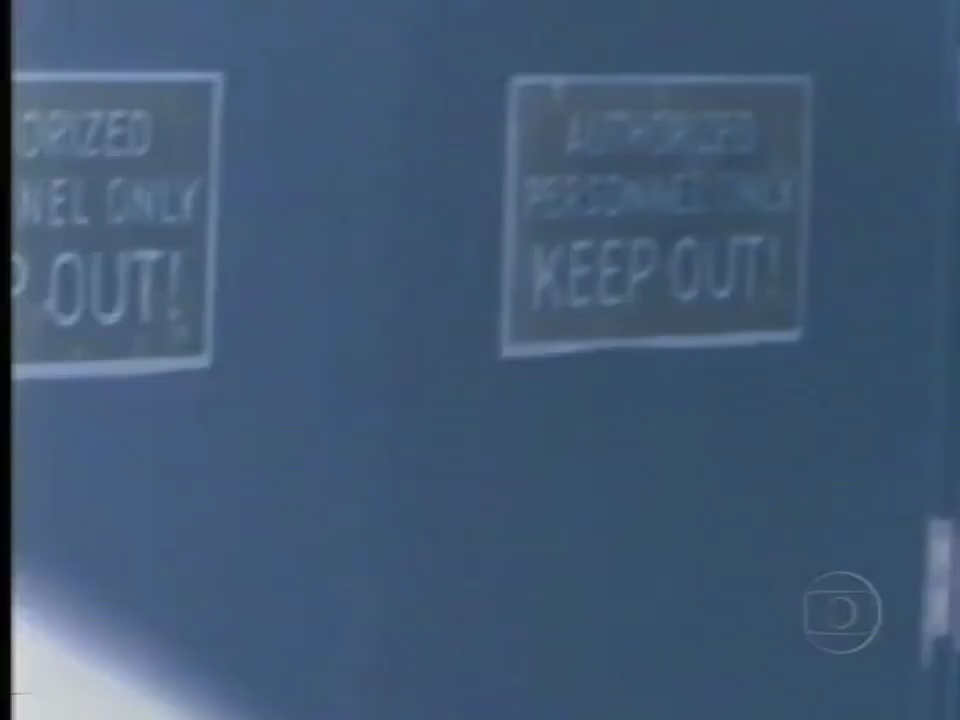 ORIZED
NEL ONLY
P OUT!
AUTHORIZED
PERSONNEL ONLY
KEEP OUT!